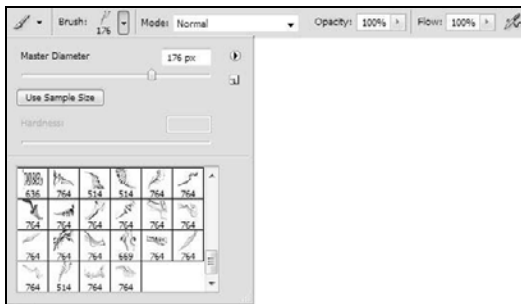 Brush: 176 Mode: Normal Opacity: 100% Flow: 100%
Master Diameter 176 px
Use Sample Size
Hardness:
636 764 514 514 764 764
764 764 764 764 764 764
764 764 764 669 764 764
764 514 764 764